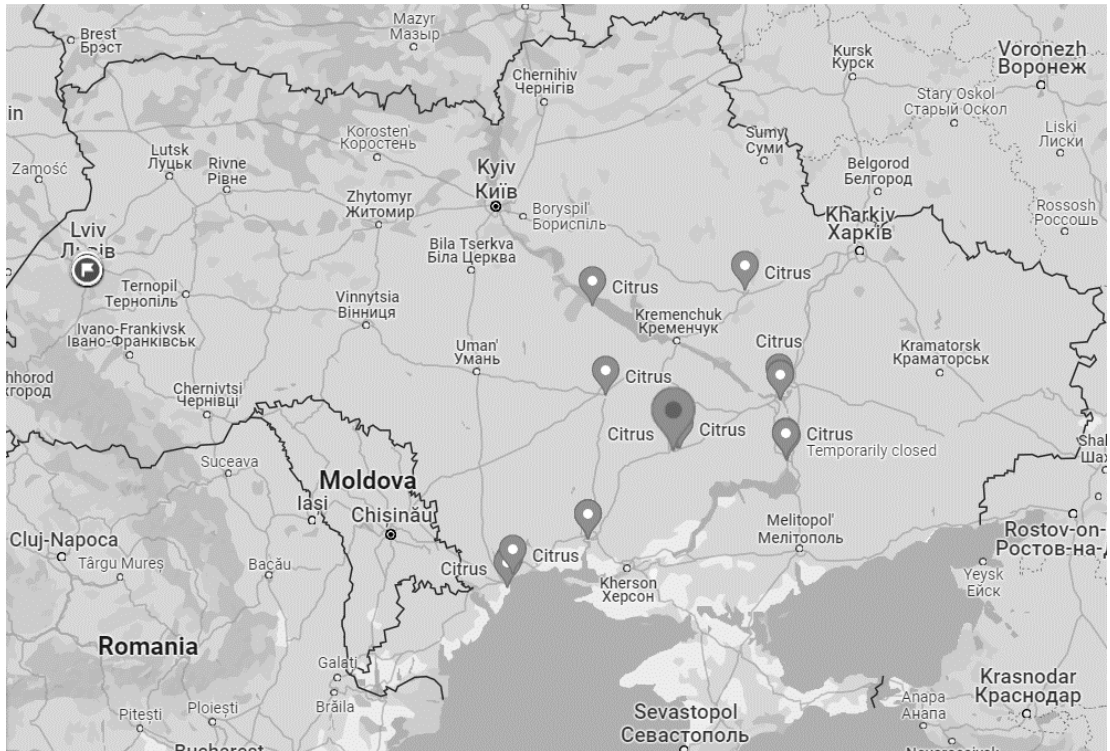 Brest
Брэст
Mazyr
Мазыр
Chernihiv
Чернігів
Kursk
Курск
Voronezh
Воронеж
Stary Oskol
Старый Оскол
in
Korosten'
Коростень
Sumy
Суми
Liski
Лиски
Zamość
Lutsk
Луцьк
Rivne
Рівне
Kyiv
Київ
Belgorod
Белгород
Zhytomyr
Житомир
Boryspil'
Бориспіль
Kharkiv
Харків
Rossosh
Россошь
Lviv
Львів
Bila Tserkva
Біла Церква
Ternopil
Тернопіль
Citrus
Citrus
Vinnytsia
Вінниця
Kremenchuk
Кременчук
Ivano-Frankivsk
Івано-Франківськ
Uman'
Умань
Citrus
Kramatorsk
Краматорськ
Citrus
Chernivtsi
Чернівці
Citrus
Citrus
Citrus
Temporarily closed
Suceava
Moldova
Iași
Chișinău
Melitopol'
Мелітополь
Cluj-Napoca
Târgu Mureș
Bacău
Citrus
Citrus
Kherson
Херсон
Yeysk
Ейск
Romania
Galați
Brăila
Pitești
Ploiești
Bucharest
Sevastopol
Севастополь
Anapa
Анапа
Krasnodar
Краснодар